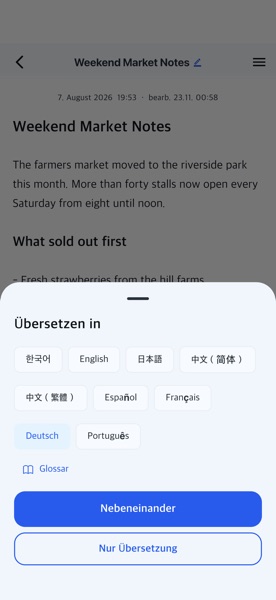 Weekend Market Notes
7. August 2026 19:53 · bearb. 23.11. 00:58
Weekend Market Notes
The farmers market moved to the riverside park
this month. More than forty stalls now open every
Saturday from eight until noon.
What sold out first
- Fresh strawberries from the hill farms
Übersetzen in
한국어 English 日本語 中文 ( 简体 )
中文 ( 繁體 ) Español Français
Deutsch Português
Glossar
Nebeneinander
Nur Übersetzung